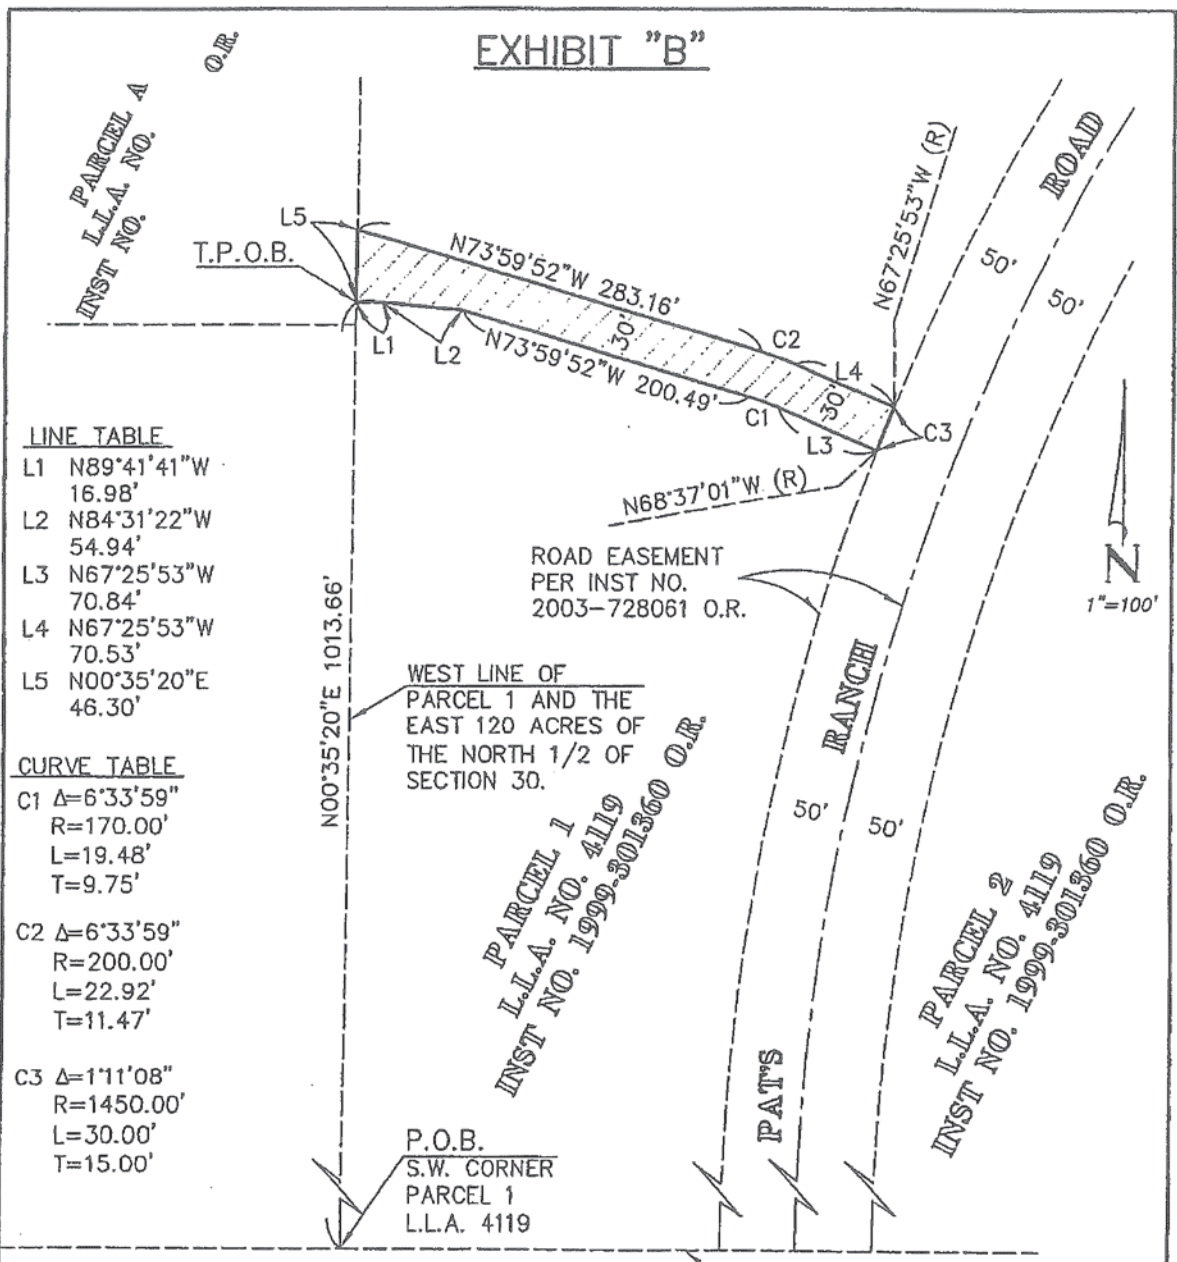 EXHIBIT "B"
PARCEL A
L.L.A. NO.
INST NO.
O.R.
L5
T.P.O.B.
N73°59'52"W 283.16'
L1
L2
30'
N73°59'52"W 200.49'
C2
L4
C1
30'
L3
C3
N67°25'53"W (R)
N68°37'01"W (R)
ROAD
50'
50'
N
1"=100'
ROAD EASEMENT
PER INST NO.
2003-728061 O.R.
LINE TABLE
L1 N89°41'41"W
16.98'
L2 N84°31'22"W
54.94'
L3 N67°25'53"W
70.84'
L4 N67°25'53"W
70.53'
L5 N00°35'20"E
46.30'
CURVE TABLE
C1 Δ=6°33'59"
R=170.00'
L=19.48'
T=9.75'
C2 Δ=6°33'59"
R=200.00'
L=22.92'
T=11.47'
C3 Δ=1°11'08"
R=1450.00'
L=30.00'
T=15.00'
N00°35'20"E 1013.66'
WEST LINE OF
PARCEL 1 AND THE
EAST 120 ACRES OF
THE NORTH 1/2 OF
SECTION 30.
PARCEL 1
L.L.A. NO. 4119
INST NO. 1999-301360 O.R.
RANCH
50'
50'
PAT'S
PARCEL 2
L.L.A. NO. 4119
INST NO. 1999-301360 O.R.
P.O.B.
S.W. CORNER
PARCEL 1
L.L.A. 4119